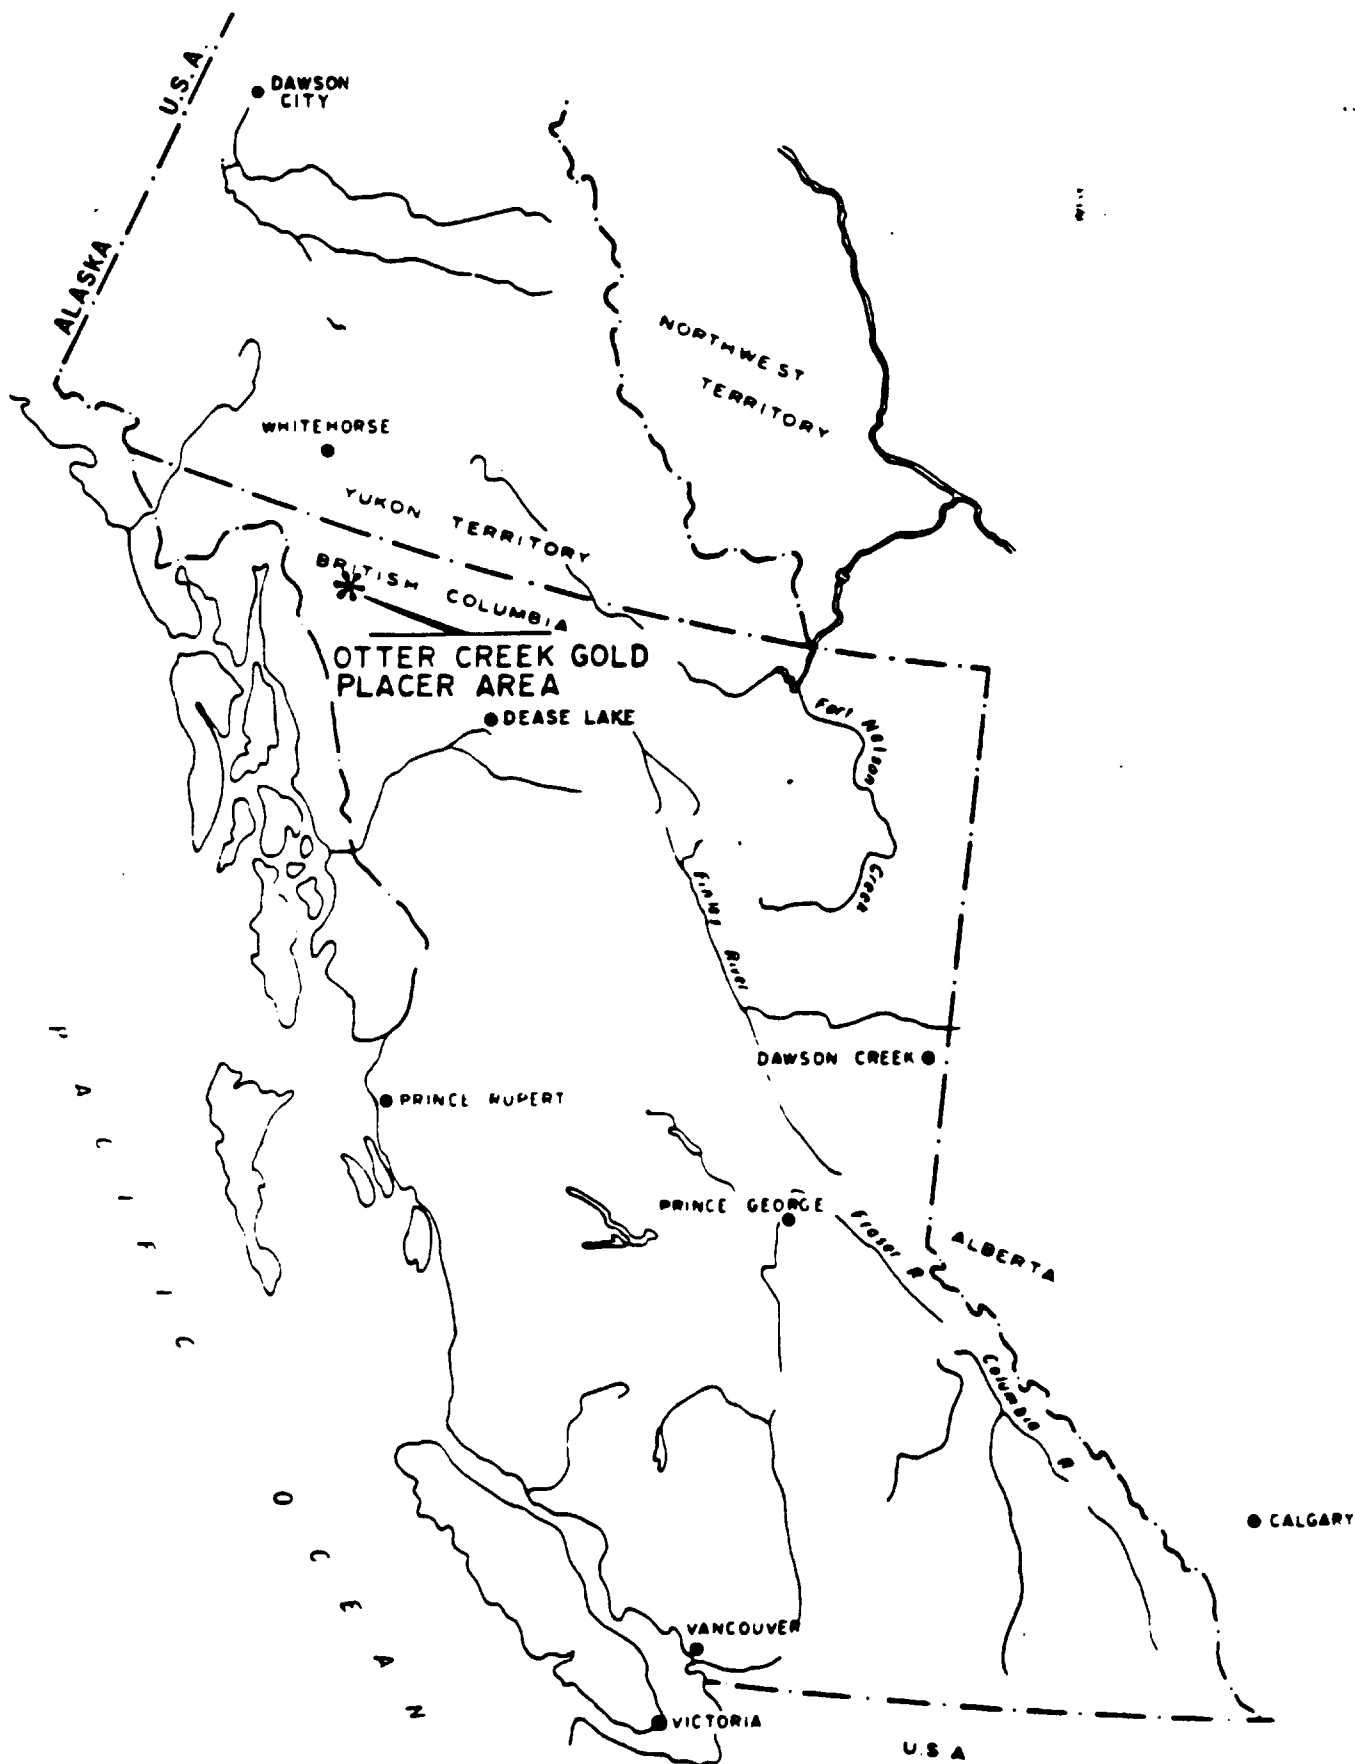 U.S.A.
ALASKA
DAWSON
CITY
NORTHWEST
TERRITORY
WHITEHORSE
YUKON TERRITORY
BRITISH COLUMBIA
OTTER CREEK GOLD
PLACER AREA
DEASE LAKE
Fort Nelson
Creek
Finlay River
DAWSON CREEK
PRINCE RUPERT
PRINCE GEORGE
Fraser R
ALBERTA
Columbia R
CALGARY
PACIFIC
OCEAN
VANCOUVER
VICTORIA
U.S.A